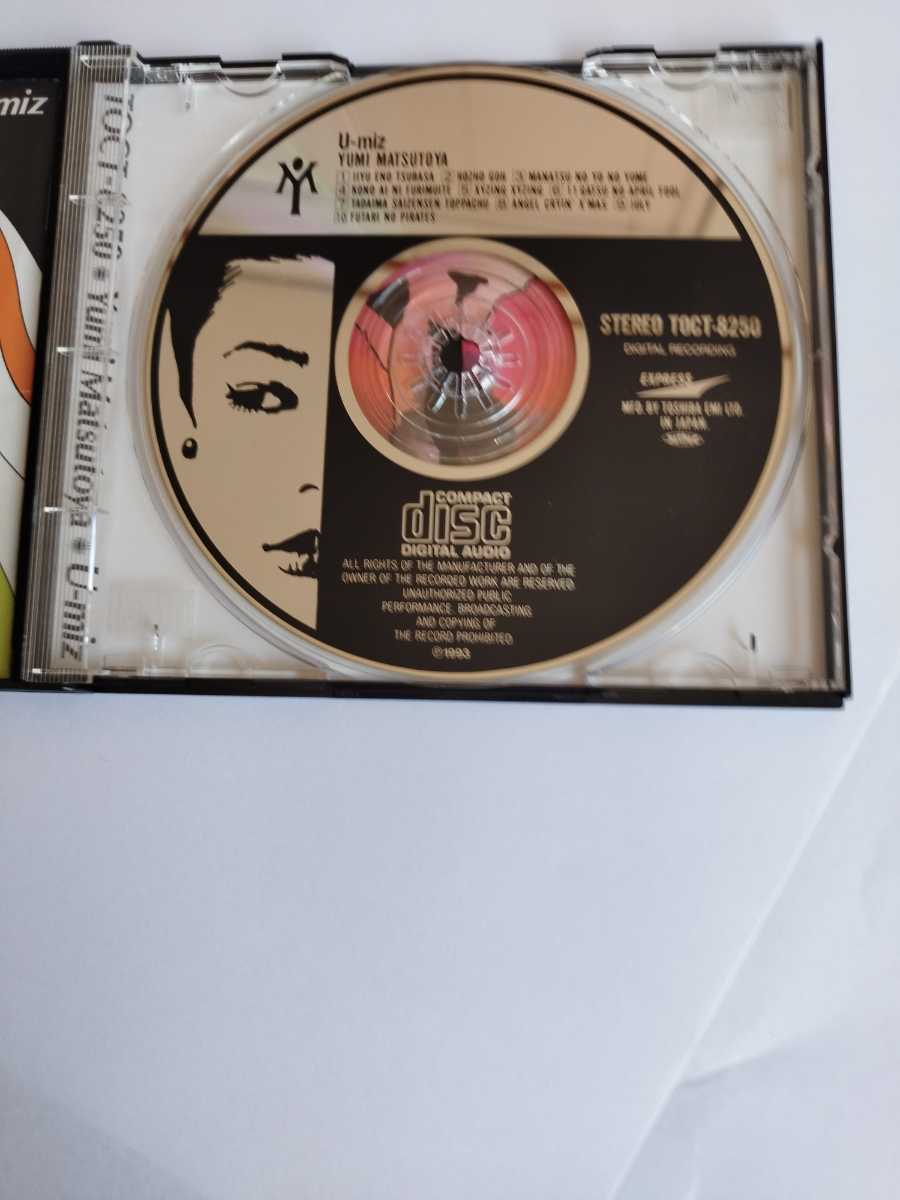 miz
TOCT-8250 • Yumi Matsutoya • U-miz
U-miz
YUMI MATSUTOYA
1 JIYU ENO TSUBASA 2 HOZHO GOH 3 MANATSU NO YO NO YUME
4 KONO AI NI FURIMUITE 5 XYZING XYZING 6 11 GATSU NO APRIL FOOL
7 TADAIMA SAIZENSEN TOPPACHU 8 ANGEL CRYIN' X'MAS 9 JULY
10 FUTARI NO PIRATES
STEREO TOCT-8250
DIGITAL RECORDING
EXPRESS
MFD. BY TOSHIBA EMI LTD.
IN JAPAN.
COMPACT
disc
DIGITAL AUDIO
ALL RIGHTS OF THE MANUFACTURER AND OF THE
OWNER OF THE RECORDED WORK ARE RESERVED.
UNAUTHORIZED PUBLIC
PERFORMANCE. BROADCASTING
AND COPYING OF
THE RECORD PROHIBITED
Ⓟ1993